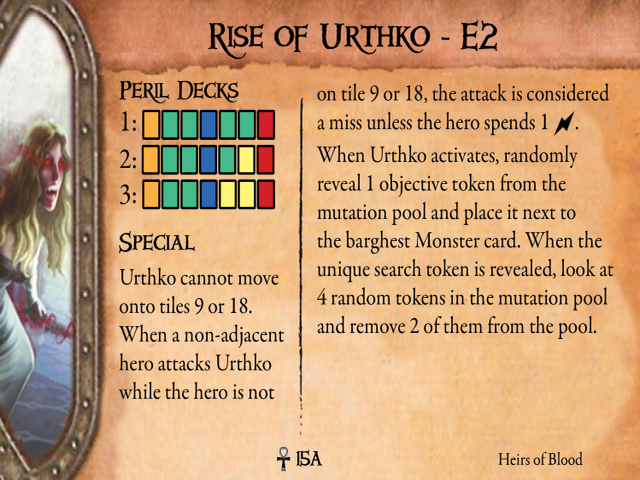 Rise of Urthko - E2
Peril Decks
1:
2:
3:
Special
Urthko cannot move
onto tiles 9 or 18.
When a non-adjacent
hero attacks Urthko
while the hero is not
on tile 9 or 18, the attack is considered
a miss unless the hero spends 1 .
When Urthko activates, randomly
reveal 1 objective token from the
mutation pool and place it next to
the barghest Monster card. When the
unique search token is revealed, look at
4 random tokens in the mutation pool
and remove 2 of them from the pool.
15A
Heirs of Blood